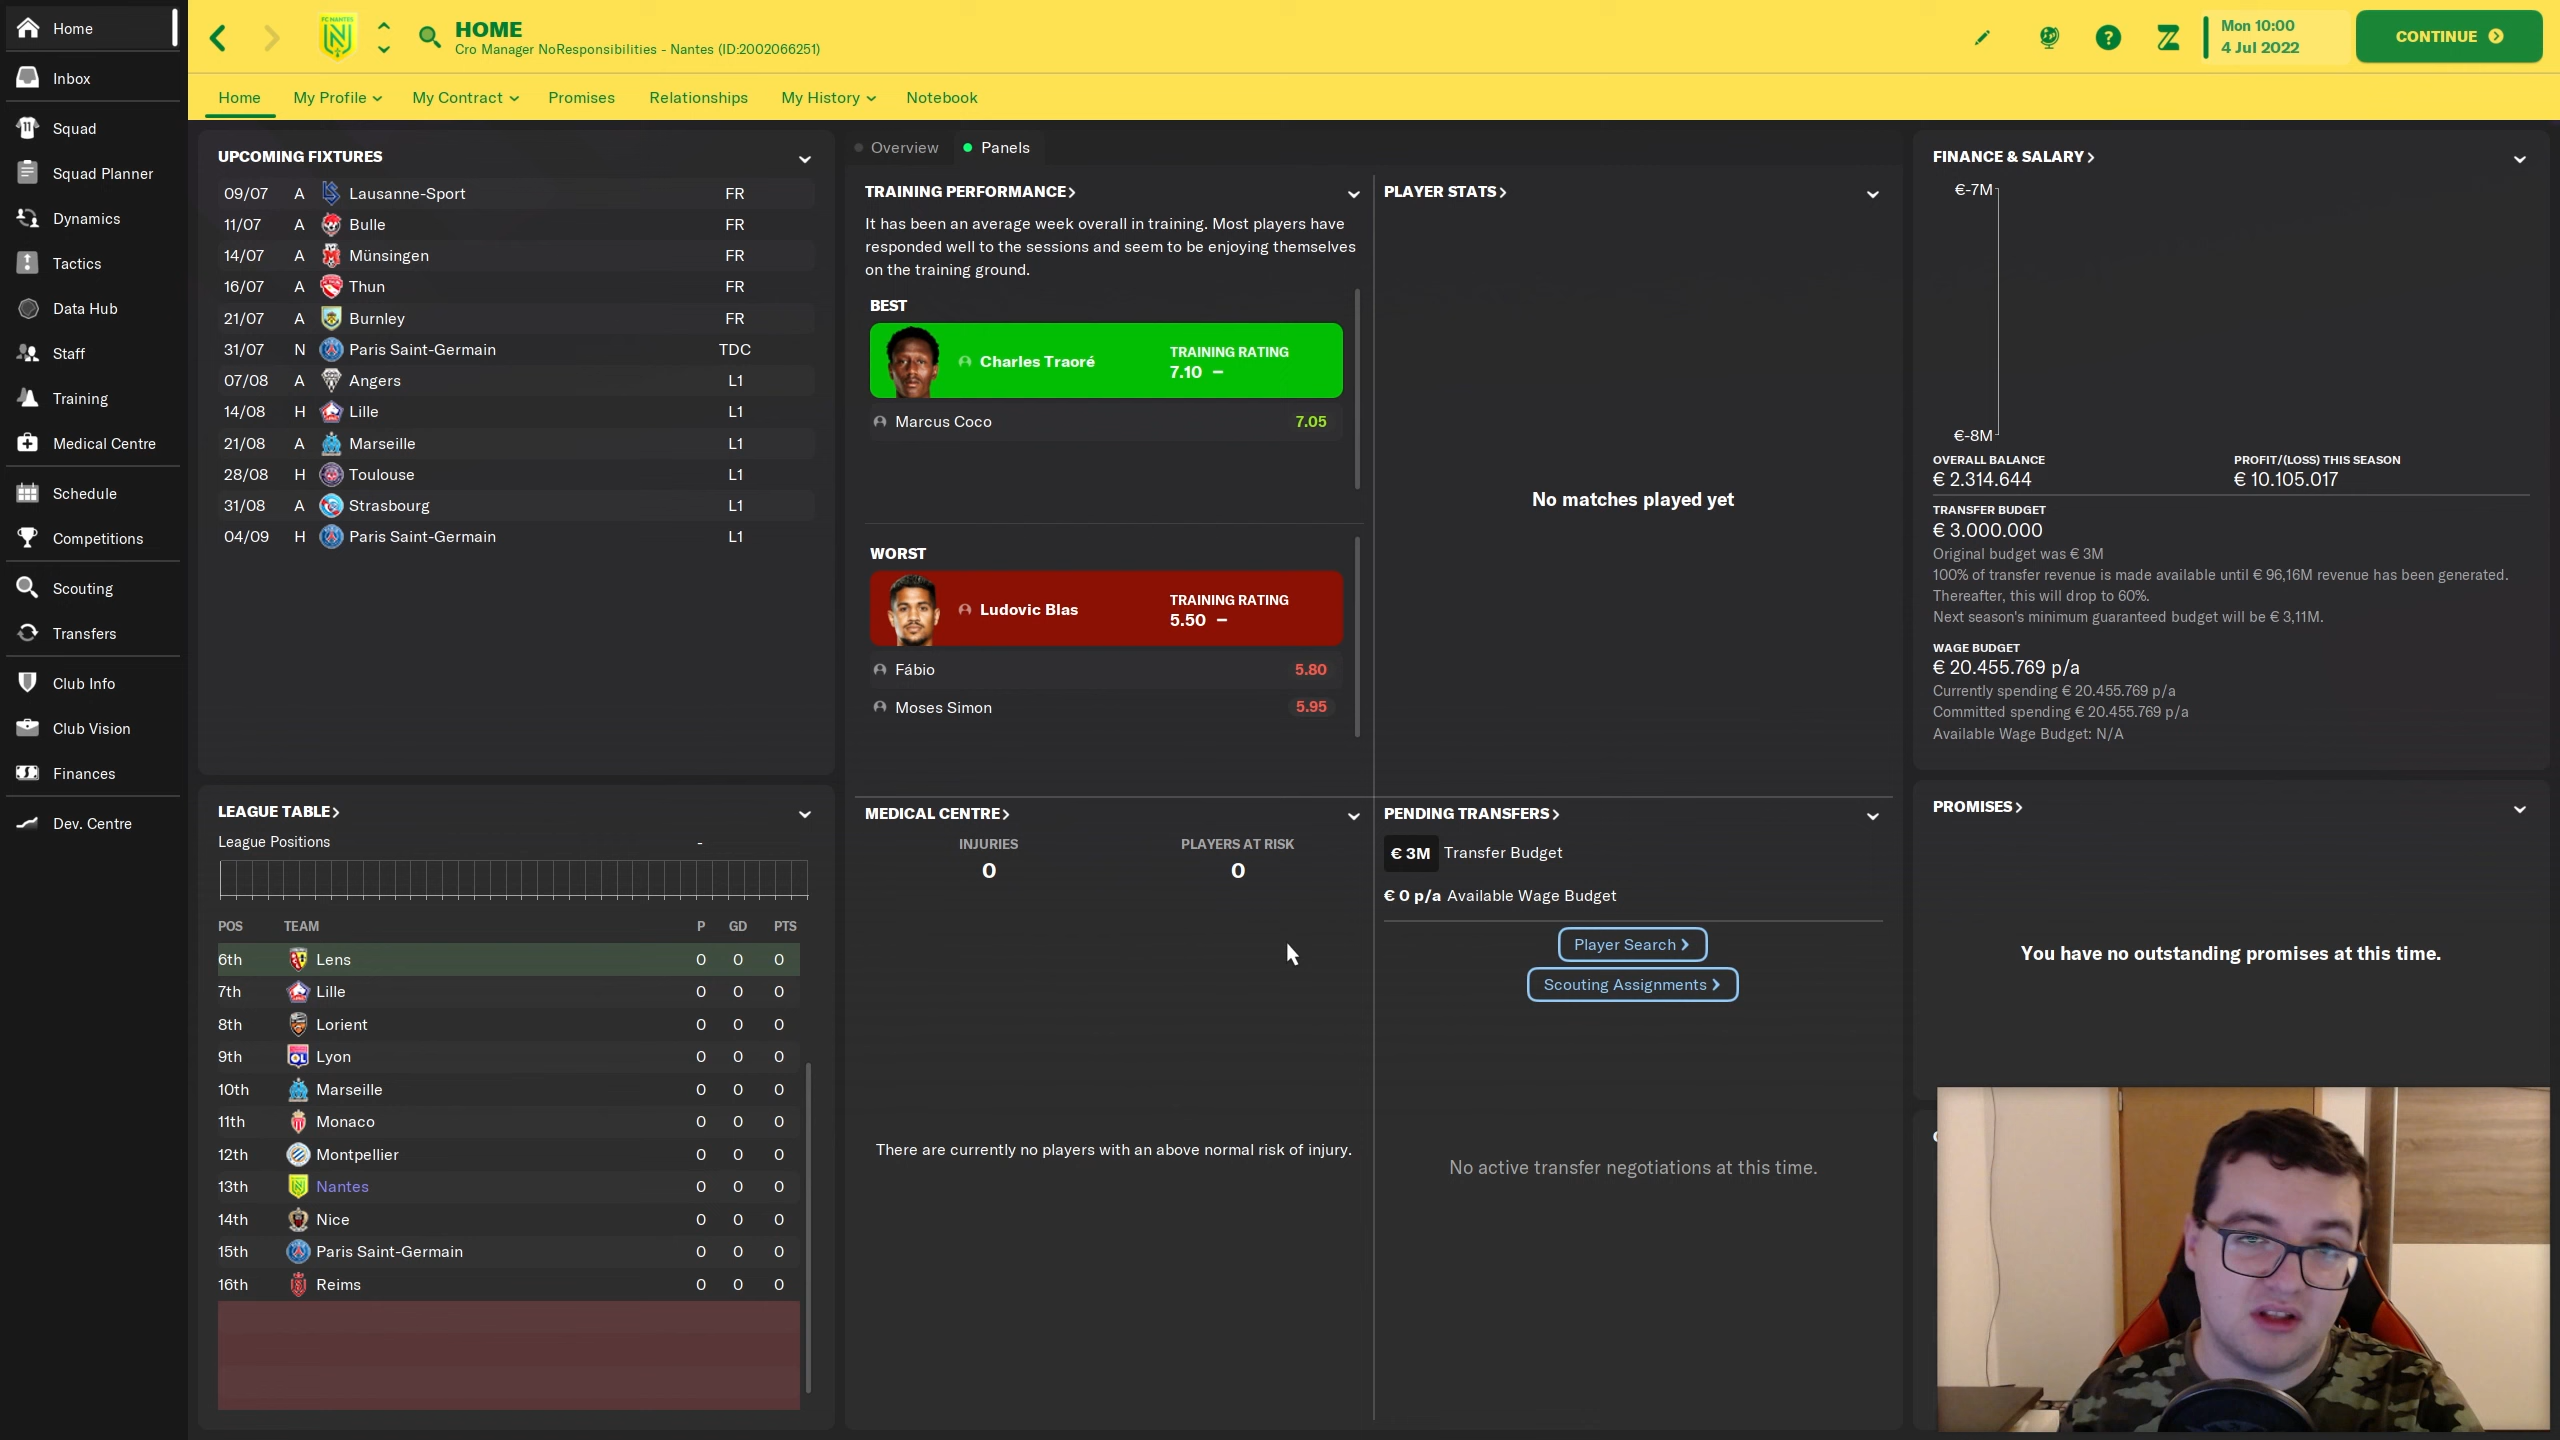 Home
Inbox
Squad
Squad Planner
Dynamics
Tactics
Data Hub
Staff
Training
Medical Centre
Schedule
Competitions
Scouting
Transfers
Club Info
Club Vision
Finances
Dev. Centre
FC NANTES
HOME
Cro Manager NoResponsibilities - Nantes (ID:2002066251)
Mon 10:00
4 Jul 2022
CONTINUE
Home
My Profile
My Contract
Promises
Relationships
My History
Notebook
UPCOMING FIXTURES
09/07 A Lausanne-Sport FR
11/07 A Bulle FR
14/07 A Münsingen FR
16/07 A Thun FR
21/07 A Burnley FR
31/07 N Paris Saint-Germain TDC
07/08 A Angers L1
14/08 H Lille L1
21/08 A Marseille L1
28/08 H Toulouse L1
31/08 A Strasbourg L1
04/09 H Paris Saint-Germain L1
LEAGUE TABLE
League Positions -
POS TEAM P GD PTS
6th Lens 0 0 0
7th Lille 0 0 0
8th Lorient 0 0 0
9th Lyon 0 0 0
10th Marseille 0 0 0
11th Monaco 0 0 0
12th Montpellier 0 0 0
13th Nantes 0 0 0
14th Nice 0 0 0
15th Paris Saint-Germain 0 0 0
16th Reims 0 0 0
Overview
Panels
TRAINING PERFORMANCE
It has been an average week overall in training. Most players have
responded well to the sessions and seem to be enjoying themselves
on the training ground.
BEST
Charles Traoré
TRAINING RATING
7.10 –
Marcus Coco 7.05
WORST
Ludovic Blas
TRAINING RATING
5.50 –
Fábio 5.80
Moses Simon 5.95
PLAYER STATS
No matches played yet
MEDICAL CENTRE
INJURIES
0
PLAYERS AT RISK
0
There are currently no players with an above normal risk of injury.
PENDING TRANSFERS
€ 3M Transfer Budget
€ 0 p/a Available Wage Budget
Player Search
Scouting Assignments
No active transfer negotiations at this time.
FINANCE & SALARY
€-7M
€-8M
OVERALL BALANCE
€ 2.314.644
PROFIT/(LOSS) THIS SEASON
€ 10.105.017
TRANSFER BUDGET
€ 3.000.000
Original budget was € 3M
100% of transfer revenue is made available until € 96,16M revenue has been generated.
Thereafter, this will drop to 60%.
Next season's minimum guaranteed budget will be € 3,11M.
WAGE BUDGET
€ 20.455.769 p/a
Currently spending € 20.455.769 p/a
Committed spending € 20.455.769 p/a
Available Wage Budget: N/A
PROMISES
You have no outstanding promises at this time.